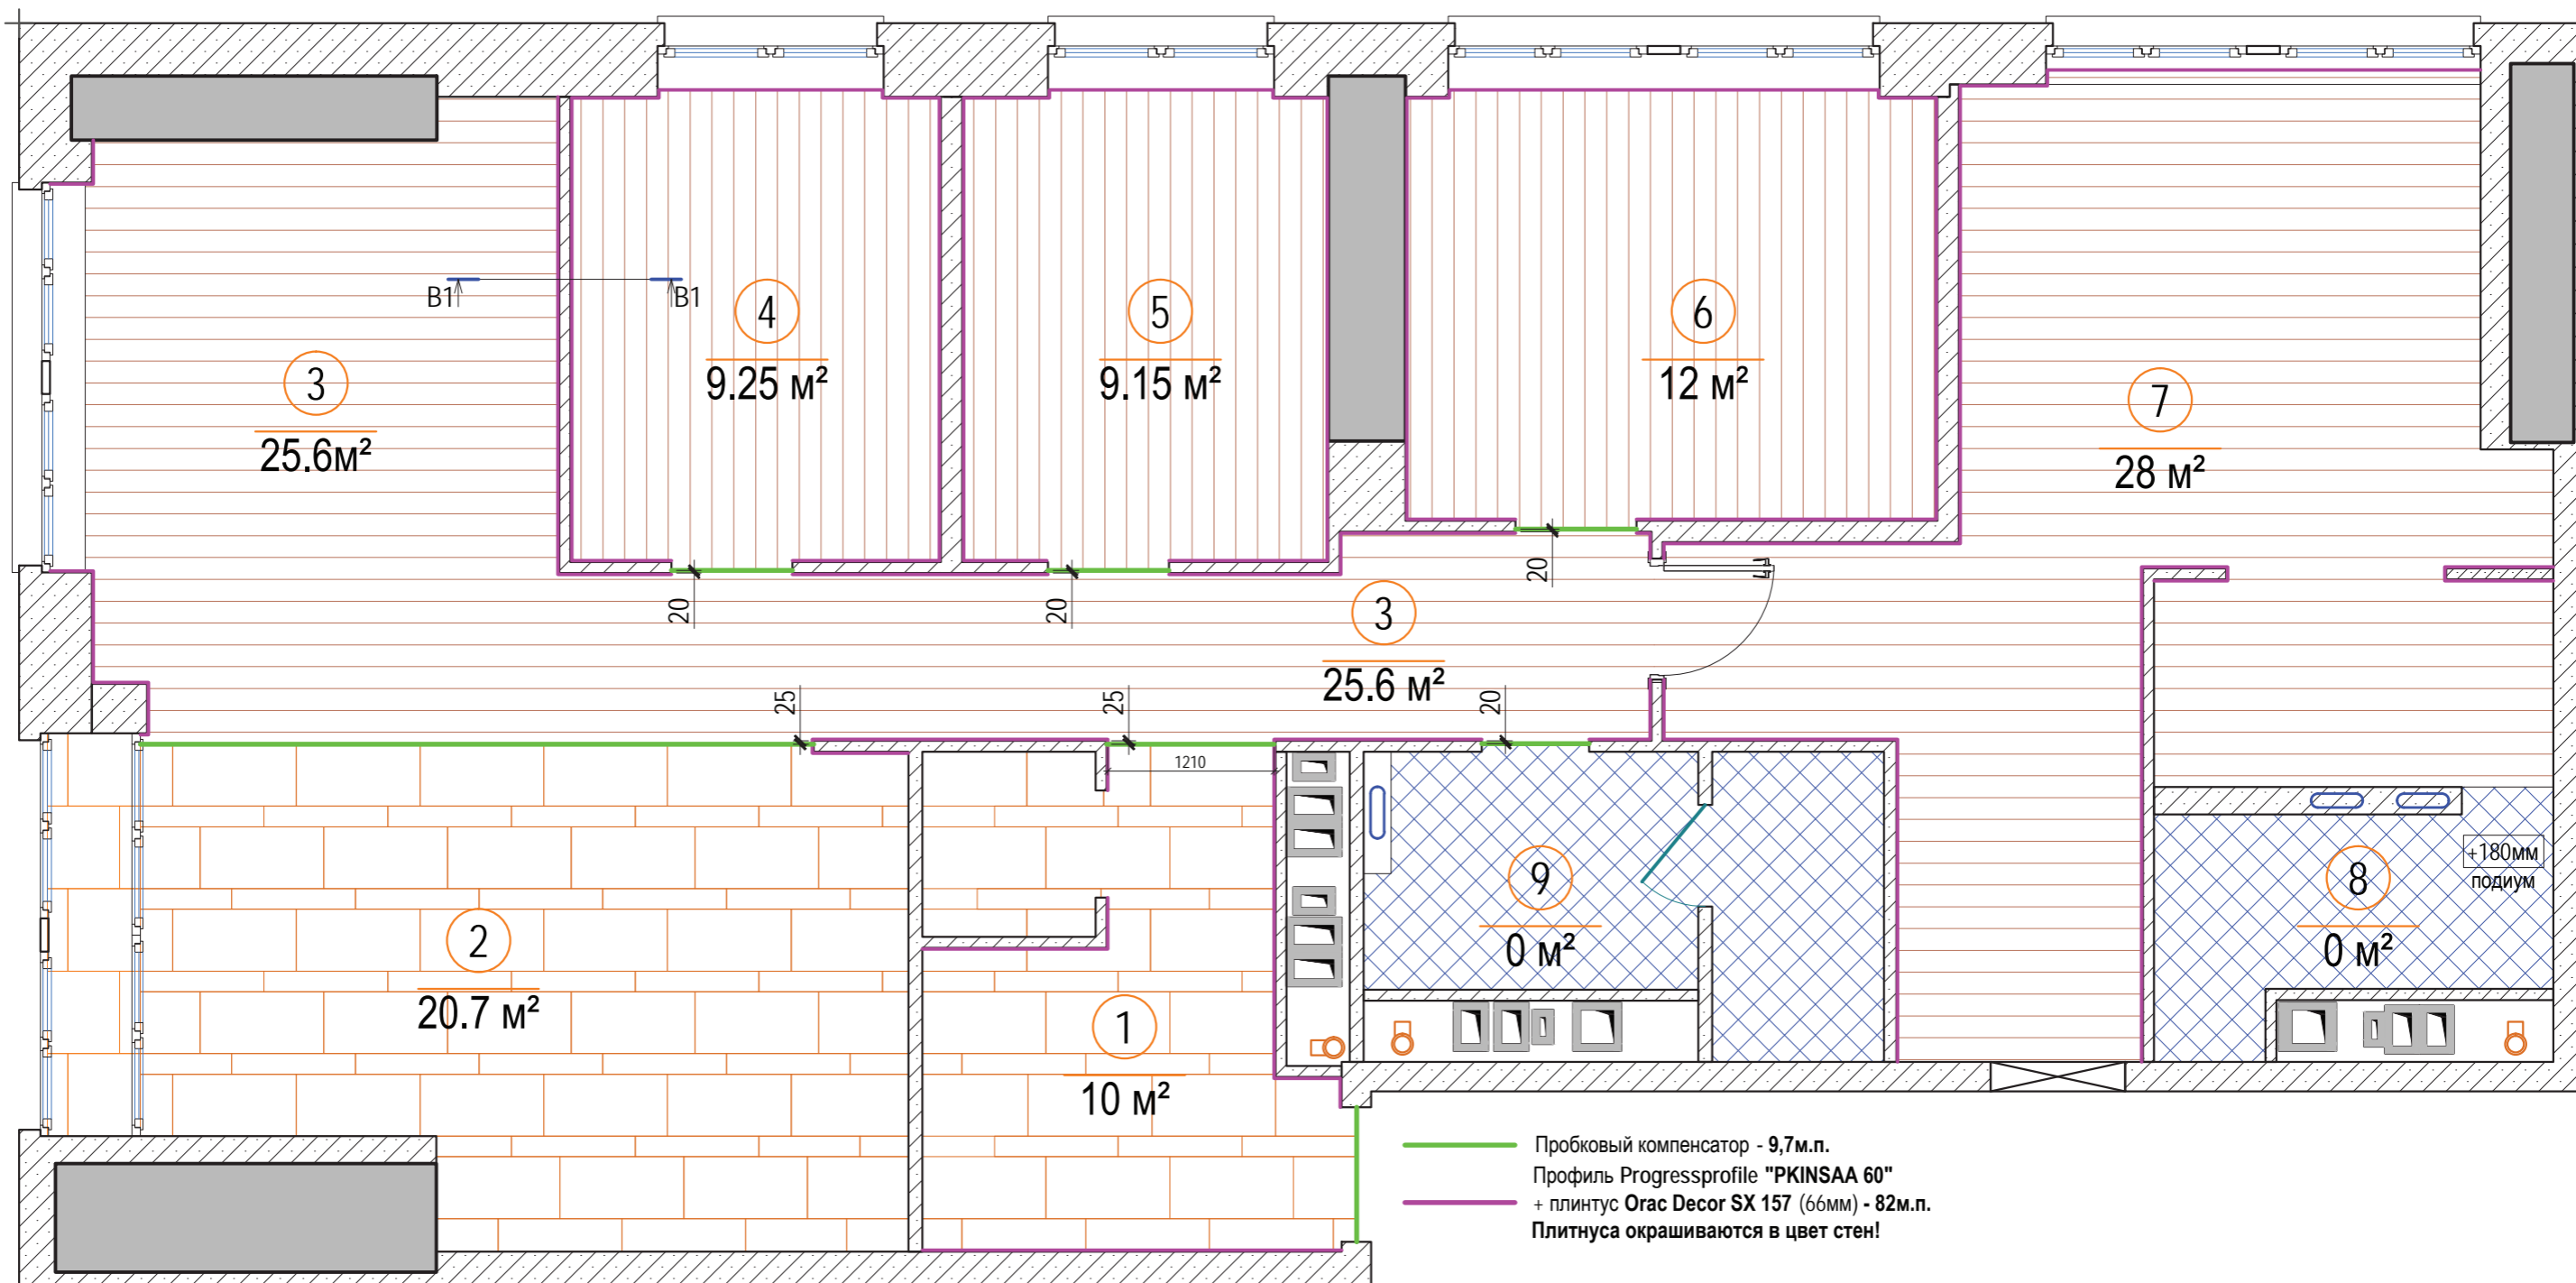 B1
B1
4
9.25 м²
5
9.15 м²
6
12 м²
3
25.6м²
7
28 м²
20
20
20
3
25.6 м²
25
25
20
1210
9
0 м²
+180мм
подиум
8
0 м²
2
20.7 м²
1
10 м²
Пробковый компенсатор - 9,7м.п.
Профиль Progressprofile "PKINSAA 60"
+ плинтус Orac Decor SX 157 (66мм) - 82м.п.
Плитнуса окрашиваются в цвет стен!